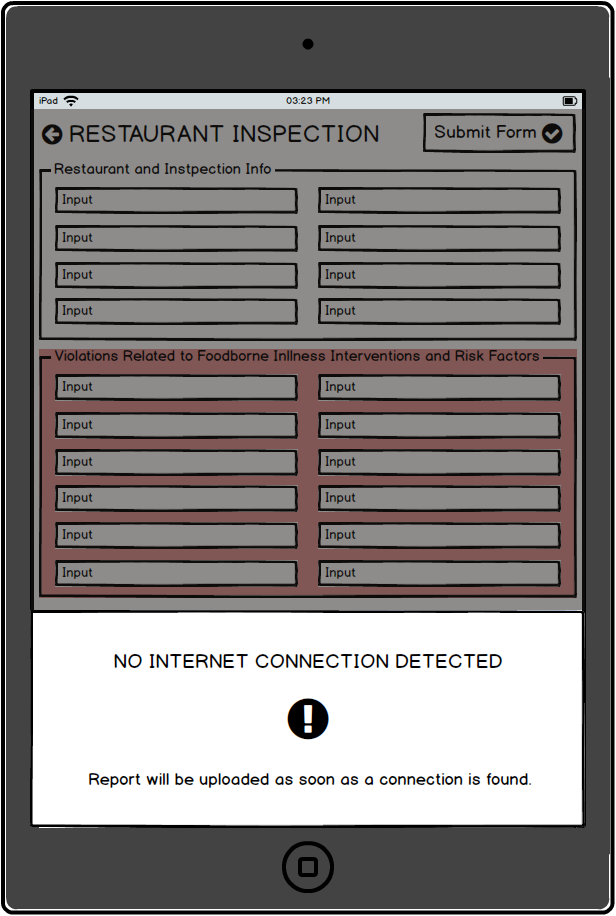 iPad 03:23 PM
RESTAURANT INSPECTION Submit Form
Restaurant and Instpection Info
Input Input
Input Input
Input Input
Input Input
Violations Related to Foodborne Inllness Interventions and Risk Factors
Input Input
Input Input
Input Input
Input Input
Input Input
Input Input
NO INTERNET CONNECTION DETECTED
!
Report will be uploaded as soon as a connection is found.